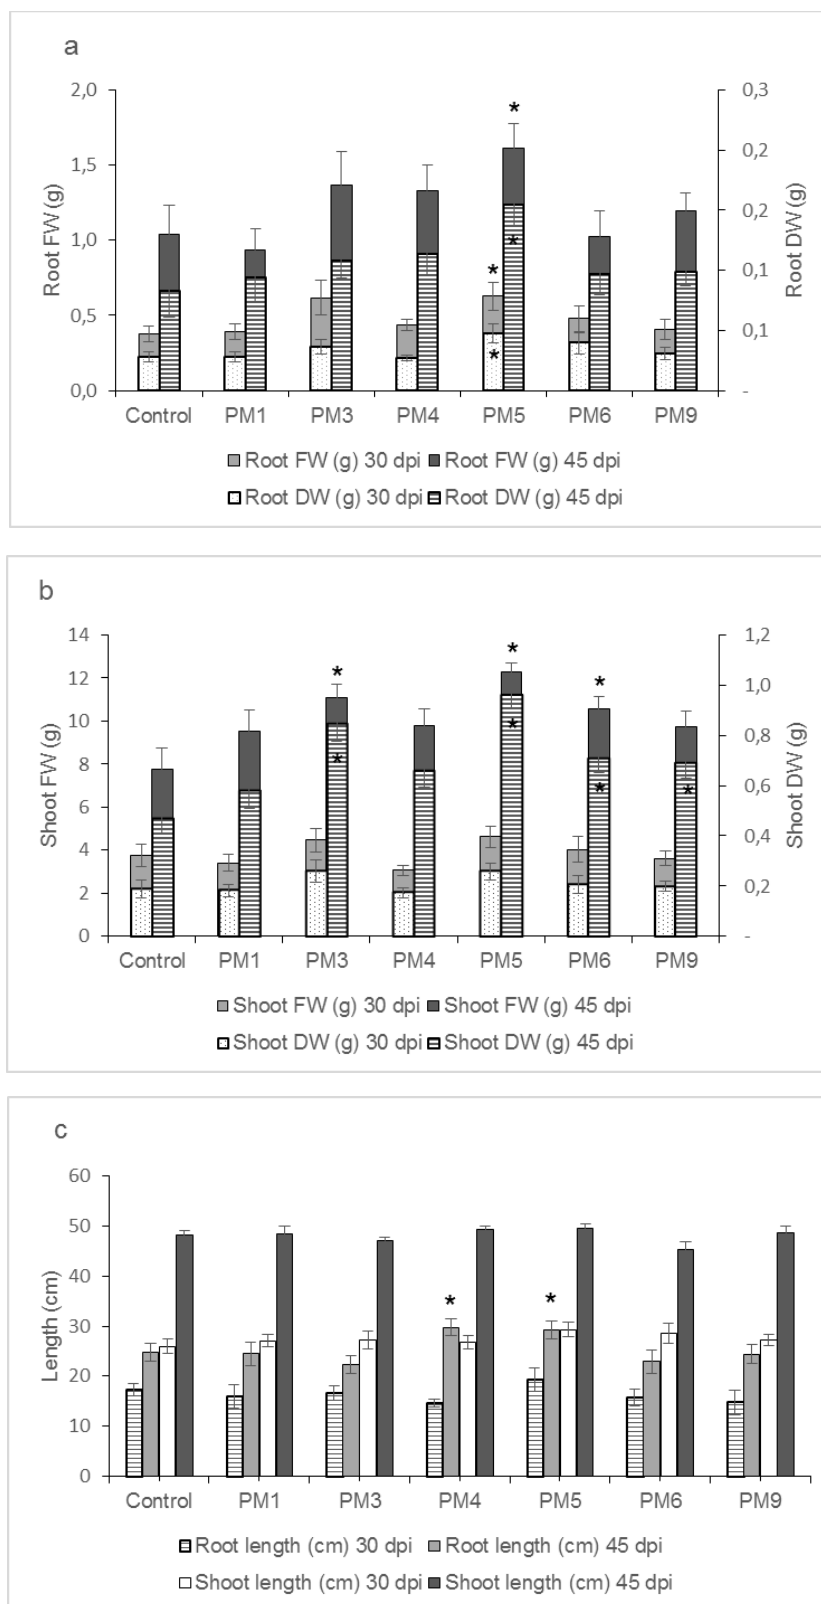 a
2,0
1,5
1,0
0,5
0,0
Root FW (g)
0,3
0,2
0,2
0,1
0,1
-
Root DW (g)
* * * * *
Control PM1 PM3 PM4 PM5 PM6 PM9
Root FW (g) 30 dpi Root FW (g) 45 dpi
Root DW (g) 30 dpi Root DW (g) 45 dpi
b
14
12
10
8
6
4
2
0
Shoot FW (g)
1,2
1,0
0,8
0,6
0,4
0,2
-
Shoot DW (g)
* * * * * * *
Control PM1 PM3 PM4 PM5 PM6 PM9
Shoot FW (g) 30 dpi Shoot FW (g) 45 dpi
Shoot DW (g) 30 dpi Shoot DW (g) 45 dpi
c
60
50
40
30
20
10
0
Length (cm)
* *
Control PM1 PM3 PM4 PM5 PM6 PM9
Root length (cm) 30 dpi Root length (cm) 45 dpi
Shoot length (cm) 30 dpi Shoot length (cm) 45 dpi